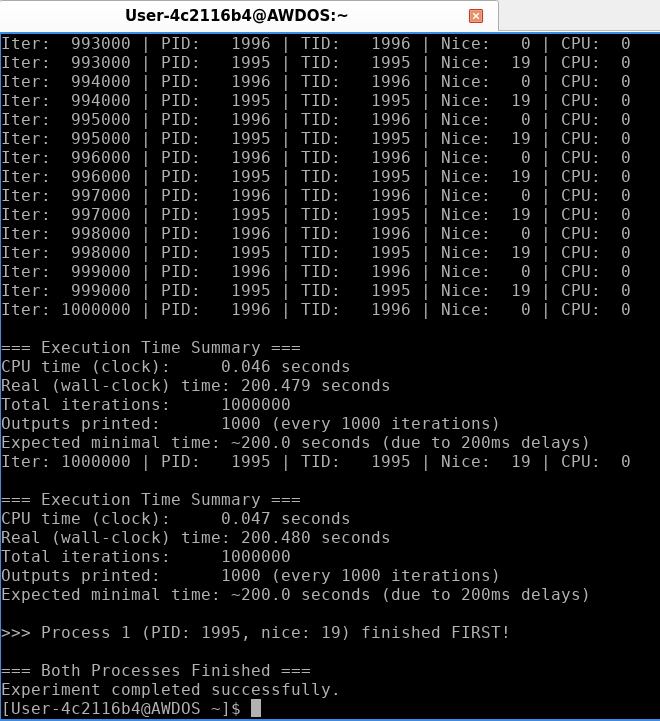 User-4c2116b4@AWDOS:~
Iter:  993000 | PID:   1996 | TID:   1996 | Nice:   0 | CPU:  0
Iter:  993000 | PID:   1995 | TID:   1995 | Nice:  19 | CPU:  0
Iter:  994000 | PID:   1996 | TID:   1996 | Nice:   0 | CPU:  0
Iter:  994000 | PID:   1995 | TID:   1995 | Nice:  19 | CPU:  0
Iter:  995000 | PID:   1996 | TID:   1996 | Nice:   0 | CPU:  0
Iter:  995000 | PID:   1995 | TID:   1995 | Nice:  19 | CPU:  0
Iter:  996000 | PID:   1996 | TID:   1996 | Nice:   0 | CPU:  0
Iter:  996000 | PID:   1995 | TID:   1995 | Nice:  19 | CPU:  0
Iter:  997000 | PID:   1996 | TID:   1996 | Nice:   0 | CPU:  0
Iter:  997000 | PID:   1995 | TID:   1995 | Nice:  19 | CPU:  0
Iter:  998000 | PID:   1996 | TID:   1996 | Nice:   0 | CPU:  0
Iter:  998000 | PID:   1995 | TID:   1995 | Nice:  19 | CPU:  0
Iter:  999000 | PID:   1996 | TID:   1996 | Nice:   0 | CPU:  0
Iter:  999000 | PID:   1995 | TID:   1995 | Nice:  19 | CPU:  0
Iter: 1000000 | PID:   1996 | TID:   1996 | Nice:   0 | CPU:  0

=== Execution Time Summary ===
CPU time (clock):     0.046 seconds
Real (wall-clock) time: 200.479 seconds
Total iterations:     1000000
Outputs printed:      1000 (every 1000 iterations)
Expected minimal time: ~200.0 seconds (due to 200ms delays)
Iter: 1000000 | PID:   1995 | TID:   1995 | Nice:  19 | CPU:  0

=== Execution Time Summary ===
CPU time (clock):     0.047 seconds
Real (wall-clock) time: 200.480 seconds
Total iterations:     1000000
Outputs printed:      1000 (every 1000 iterations)
Expected minimal time: ~200.0 seconds (due to 200ms delays)

>>> Process 1 (PID: 1995, nice: 19) finished FIRST!

=== Both Processes Finished ===
Experiment completed successfully.
[User-4c2116b4@AWDOS ~]$